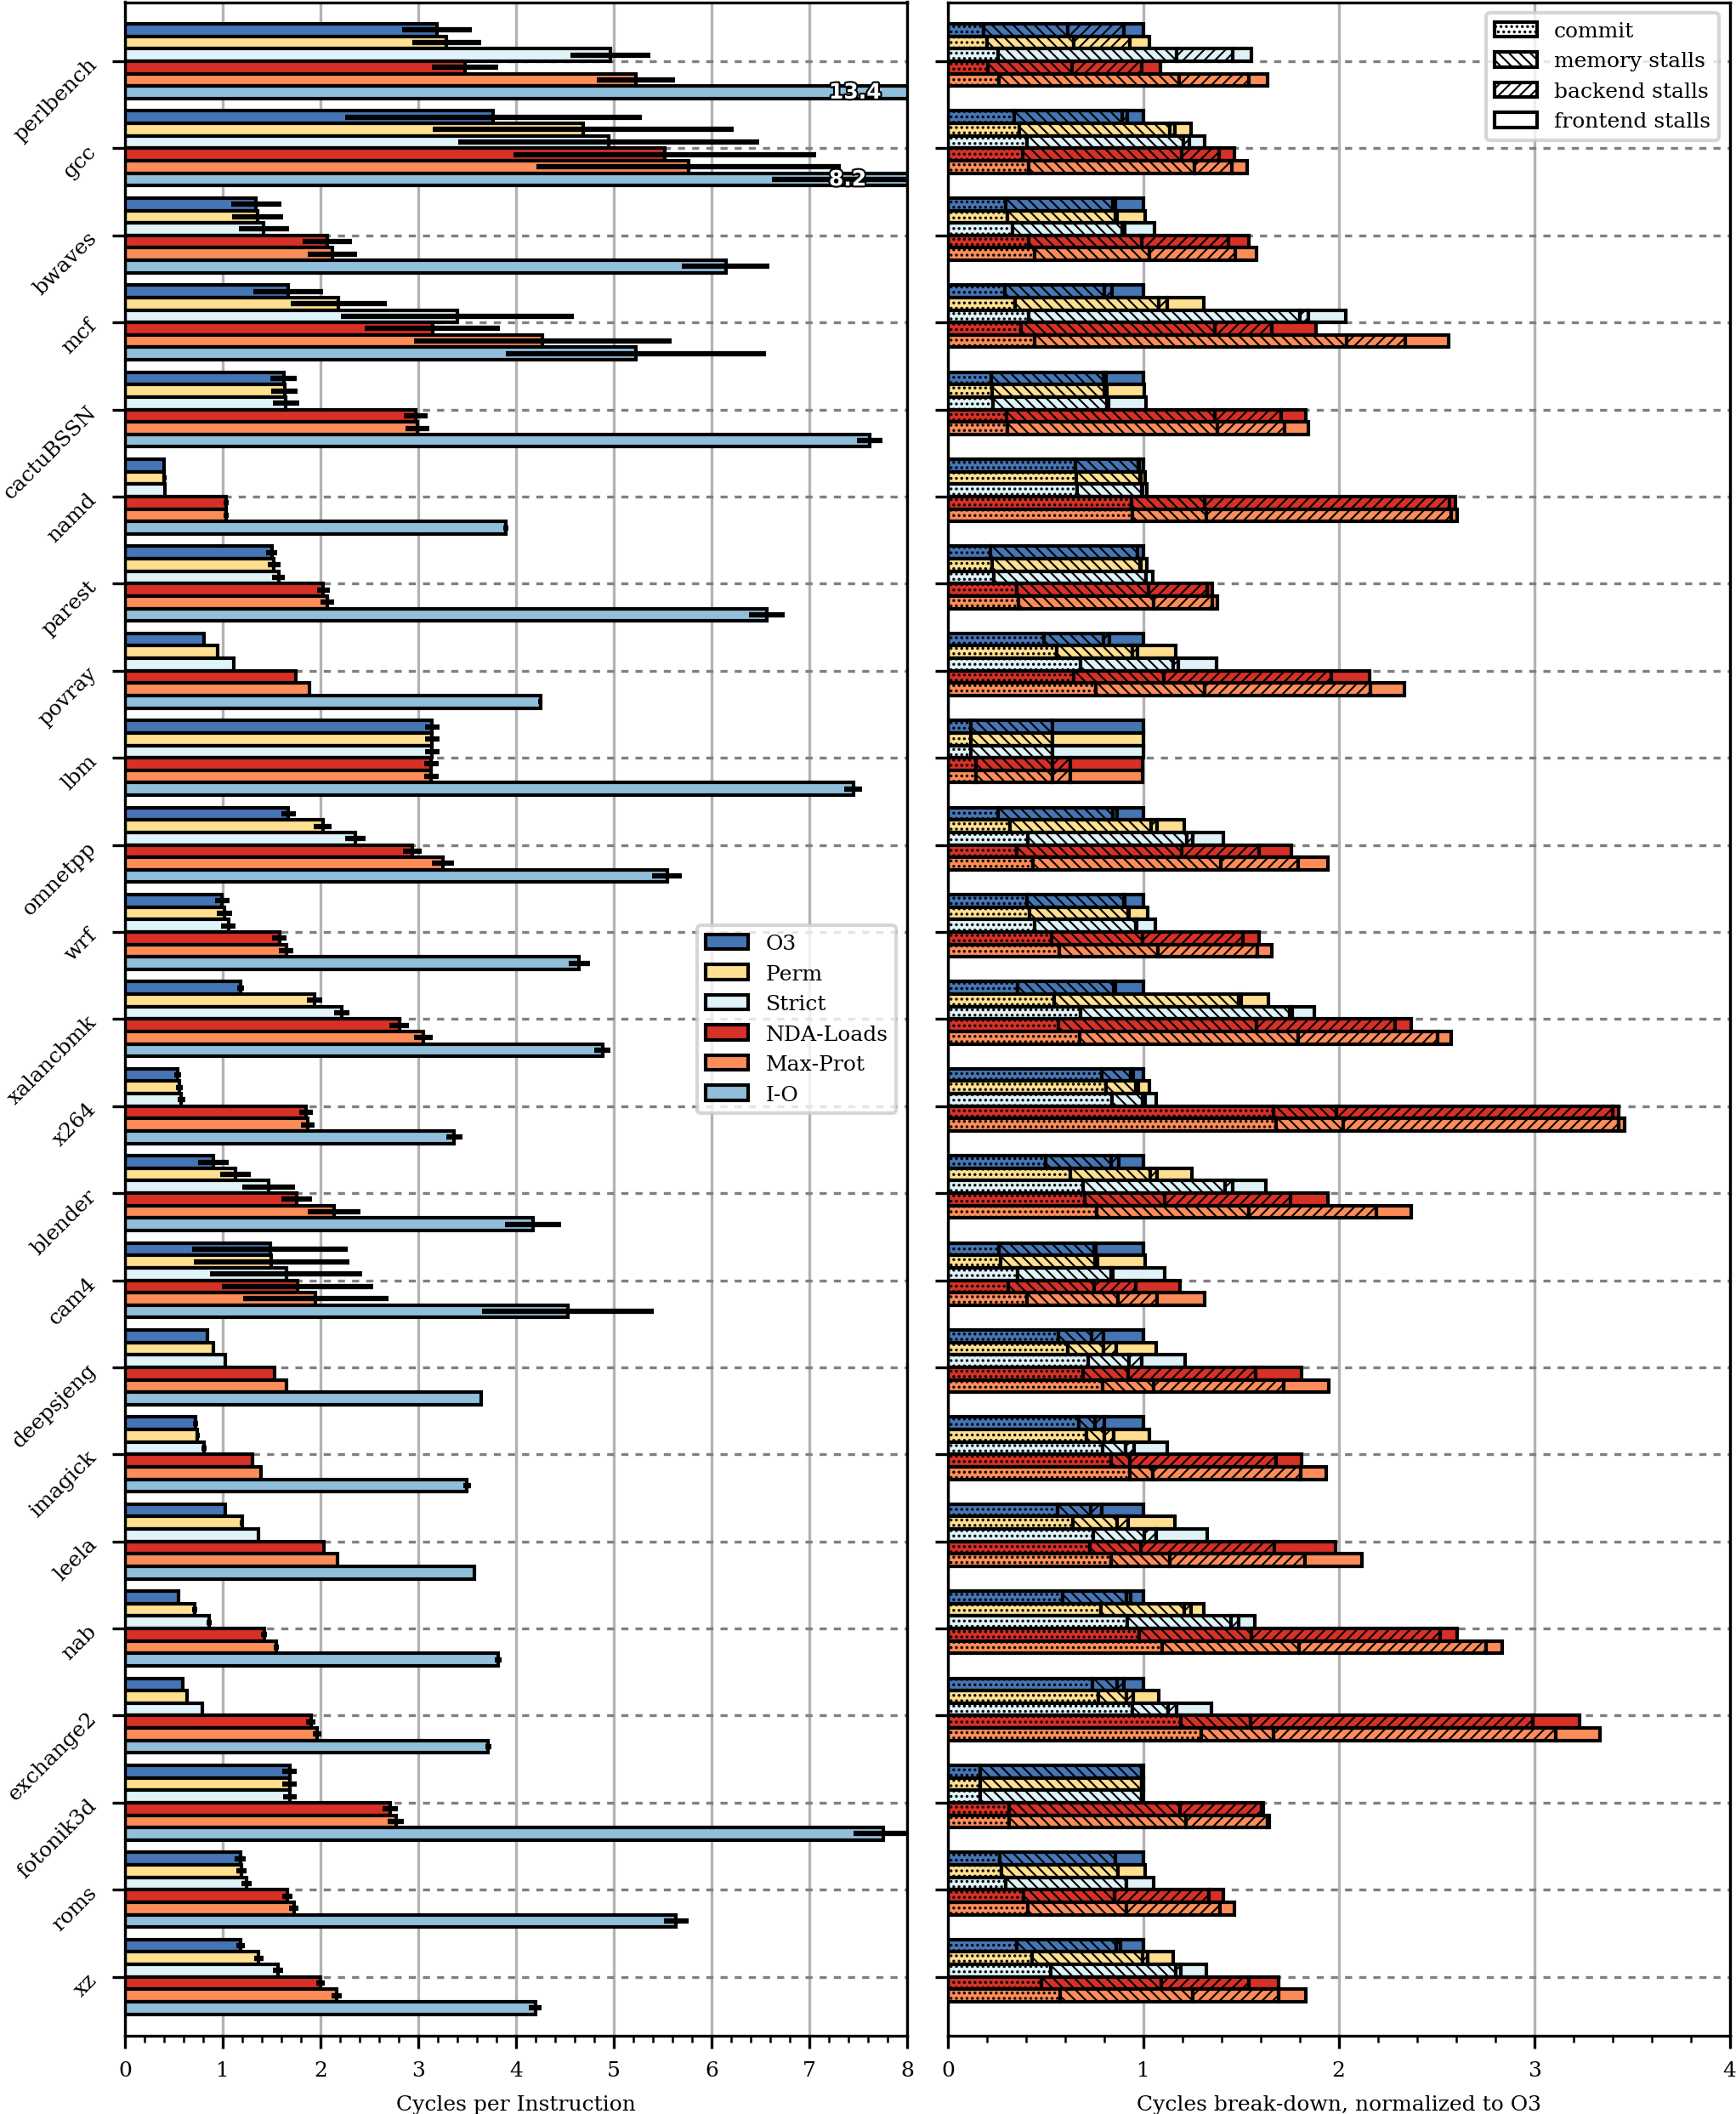 perlbench
gcc
bwaves
mcf
cactuBSSN
namd
parest
povray
lbm
omnetpp
wrf
xalancbmk
x264
blender
cam4
deepsjeng
imagick
leela
nab
exchange2
fotonik3d
roms
xz
13.4
8.2
O3
Perm
Strict
NDA-Loads
Max-Prot
I-O
0 1 2 3 4 5 6 7 8
Cycles per Instruction
commit
memory stalls
backend stalls
frontend stalls
0 1 2 3 4
Cycles break-down, normalized to O3